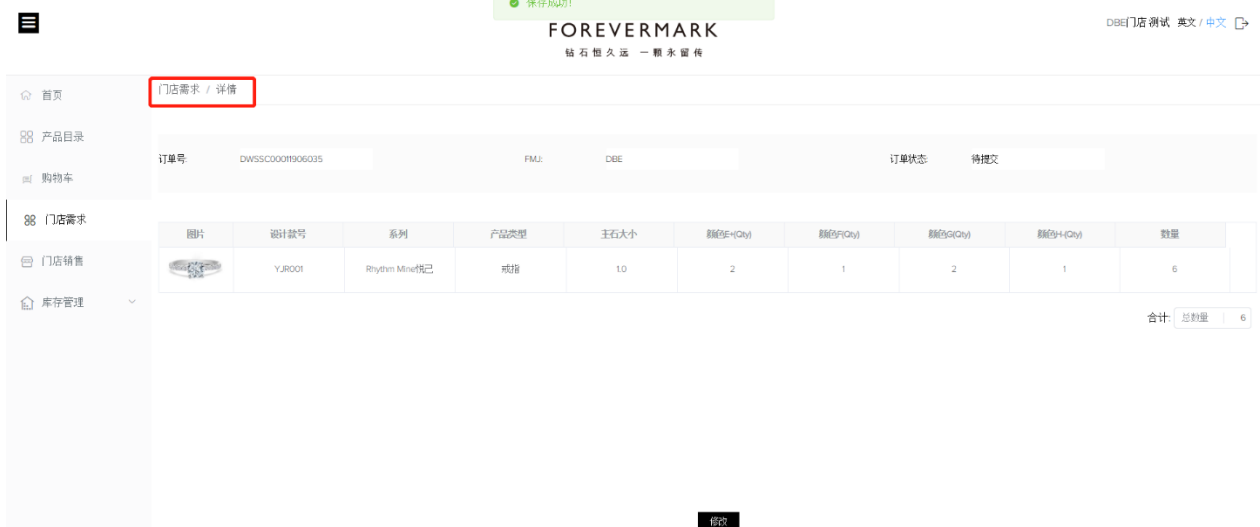 保存成功!
FOREVERMARK
钻石恒久远 一颗永留传
DBE门店 测试 英文 / 中文
首页
产品目录
购物车
门店需求
门店销售
库存管理
门店需求 / 详情
订单号: DWSSC00011906035 FMJ: DBE 订单状态: 待提交
图片 设计款号 系列 产品类型 主石大小 颜色E+(Qty) 颜色F(Qty) 颜色G(Qty) 颜色H-(Qty) 数量
YJR001 Rhythm Mine悦己 戒指 1.0 2 1 2 1 6
合计: 总数量 6
修改